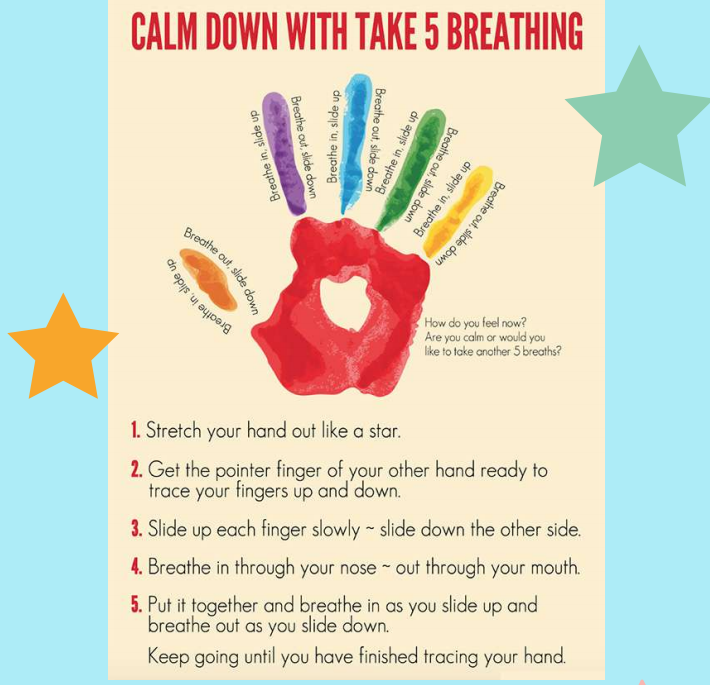 CALM DOWN WITH TAKE 5 BREATHING
Breathe in, slide up
Breathe out, slide down
Breathe in, slide up
Breathe out, slide down
Breathe in, slide up
Breathe out, slide down
Breathe in, slide up
Breathe out, slide down
Breathe in, slide up
Breathe out, slide down
How do you feel now?
Are you calm or would you
like to take another 5 breaths?
1. Stretch your hand out like a star.
2. Get the pointer finger of your other hand ready to
trace your fingers up and down.
3. Slide up each finger slowly ~ slide down the other side.
4. Breathe in through your nose ~ out through your mouth.
5. Put it together and breathe in as you slide up and
breathe out as you slide down.
Keep going until you have finished tracing your hand.